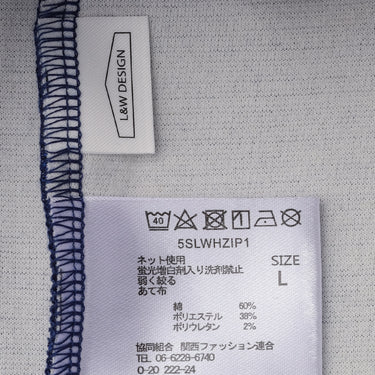 L&W DESIGN
40
5SLWHZIP1
ネット使用
蛍光増白剤入り洗剤禁止
弱く絞る
あて布
SIZE
L
綿 60%
ポリエステル 38%
ポリウレタン 2%
協同組合 関西ファッション連合
TEL 06-6228-6740
0-20 222-24